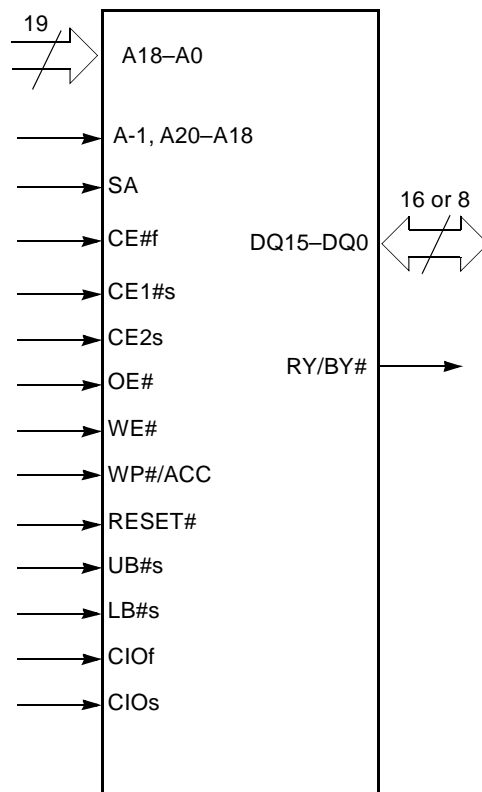 19
A18–A0
A-1, A20–A18
SA
16 or 8
CE#f
DQ15–DQ0
CE1#s
CE2s
RY/BY#
OE#
WE#
WP#/ACC
RESET#
UB#s
LB#s
CIOf
CIOs